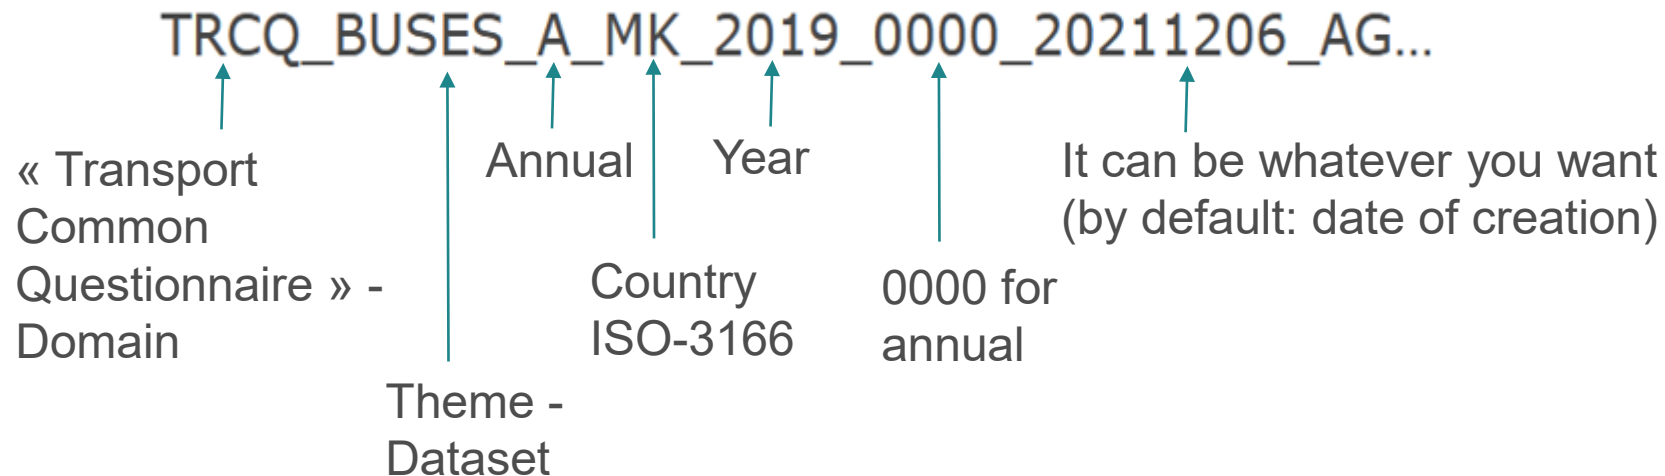 TRCQ_BUSES_A_MK_2019_0000_20211206_AG...
« Transport
Common
Questionnaire » -
Domain
Theme -
Dataset
Annual
Country
ISO-3166
Year
0000 for
annual
It can be whatever you want
(by default: date of creation)